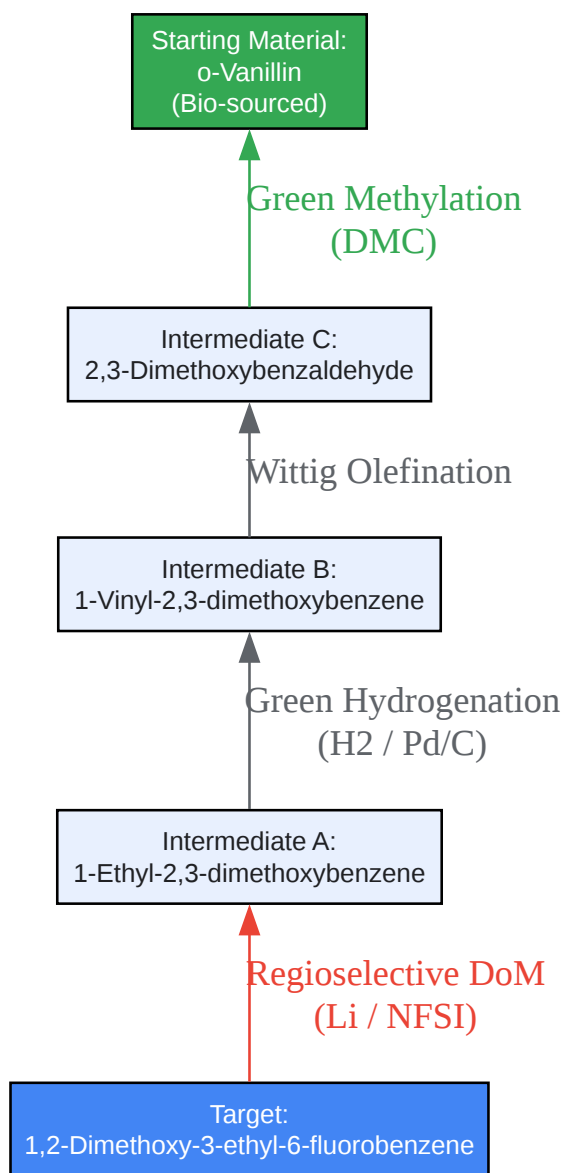 Starting Material:
o-Vanillin
(Bio-sourced)
Green Methylation
(DMC)
Intermediate C:
2,3-Dimethoxybenzaldehyde
Wittig Olefination
Intermediate B:
1-Vinyl-2,3-dimethoxybenzene
Green Hydrogenation
(H2 / Pd/C)
Intermediate A:
1-Ethyl-2,3-dimethoxybenzene
Regioselective DoM
(Li / NFSI)
Target:
1,2-Dimethoxy-3-ethyl-6-fluorobenzene